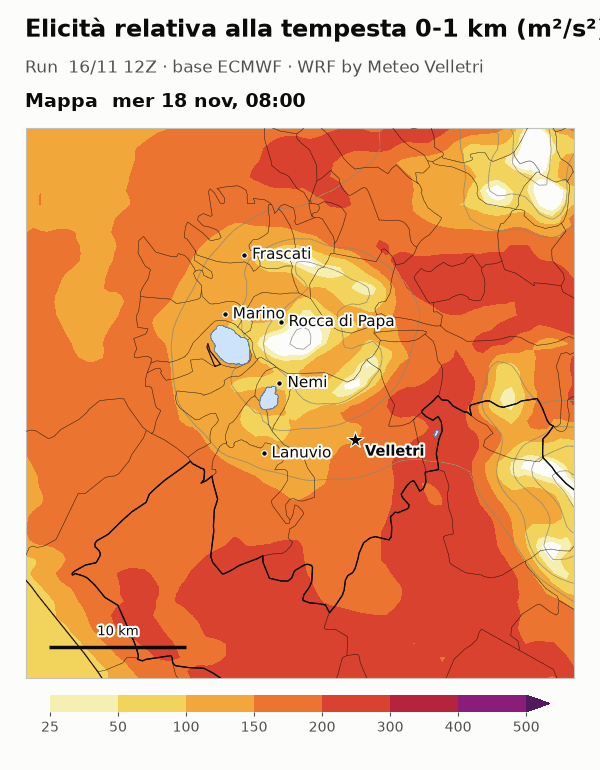 Elicità relativa alla tempesta 0-1 km (m²/s²)
Run  16/11 12Z · base ECMWF · WRF by Meteo Velletri
Mappa  mer 18 nov, 08:00
Frascati
Marino
Rocca di Papa
Nemi
Velletri
Lanuvio
10 km
25 50 100 150 200 300 400 500